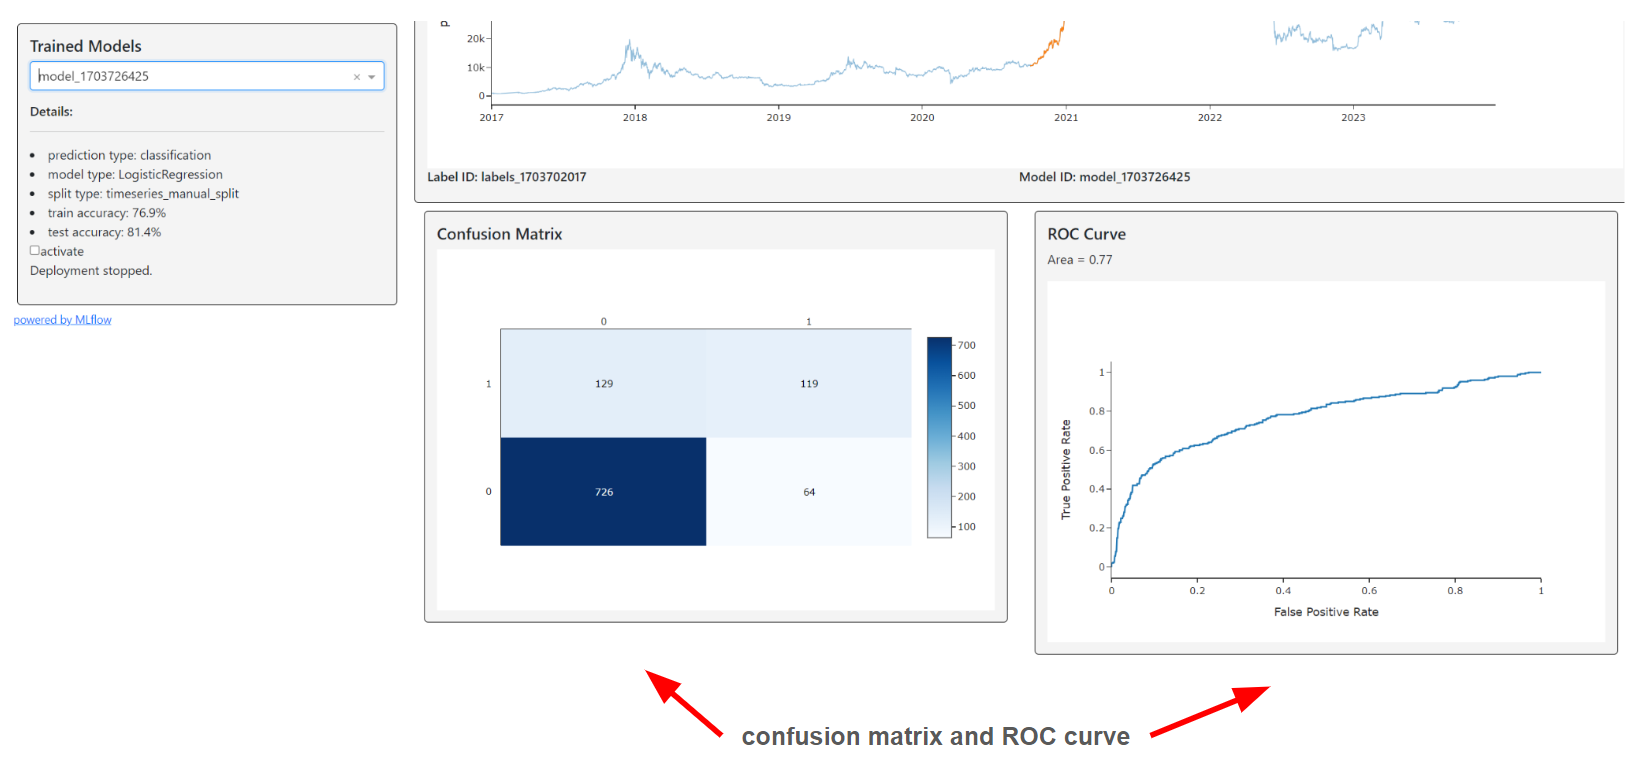 Trained Models
model_1703726425
Details:
prediction type: classification
model type: LogisticRegression
split type: timeseries_manual_split
train accuracy: 76.9%
test accuracy: 81.4%
activate
Deployment stopped.
powered by MLflow
20k
10k
0
2017 2018 2019 2020 2021 2022 2023
Label ID: labels_1703702017 Model ID: model_1703726425
Confusion Matrix
0 1
1 129 119
0 726 64
700
600
500
400
300
200
100
ROC Curve
Area = 0.77
True Positive Rate
1
0.8
0.6
0.4
0.2
0
0 0.2 0.4 0.6 0.8 1
False Positive Rate
confusion matrix and ROC curve